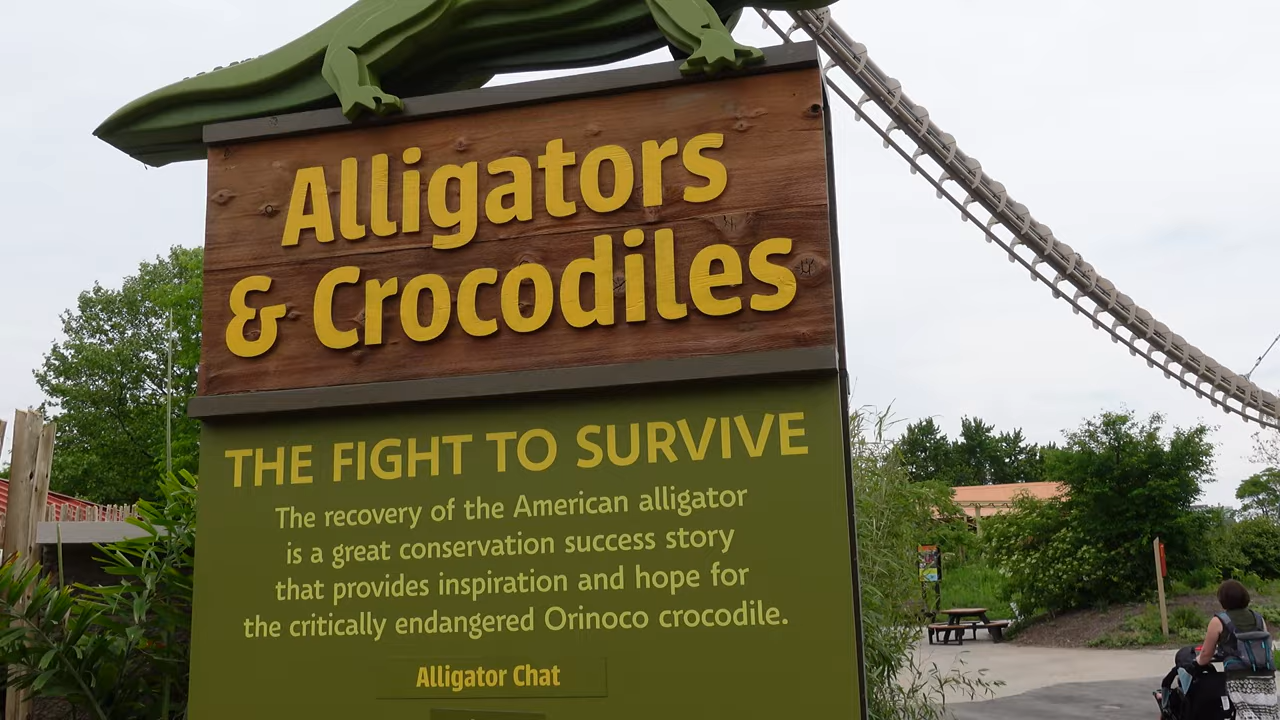 Alligators
& Crocodiles
THE FIGHT TO SURVIVE
The recovery of the American alligator
is a great conservation success story
that provides inspiration and hope for
the critically endangered Orinoco crocodile.
Alligator Chat